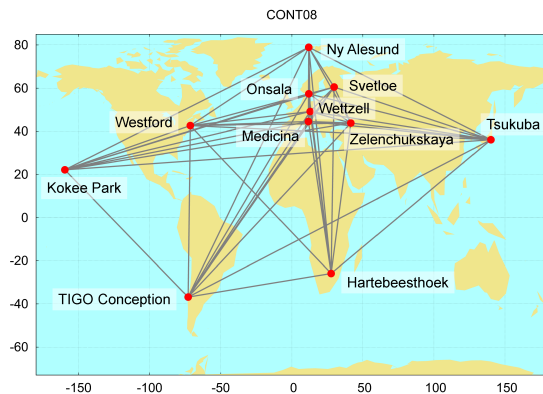 CONT08
80
60
40
20
0
-20
-40
-60
Ny Alesund
Onsala
Svetloe
Westford
Wettzell
Tsukuba
Medicina
Zelenchukskaya
Kokee Park
TIGO Conception
Hartebeesthoek
-150 -100 -50 0 50 100 150